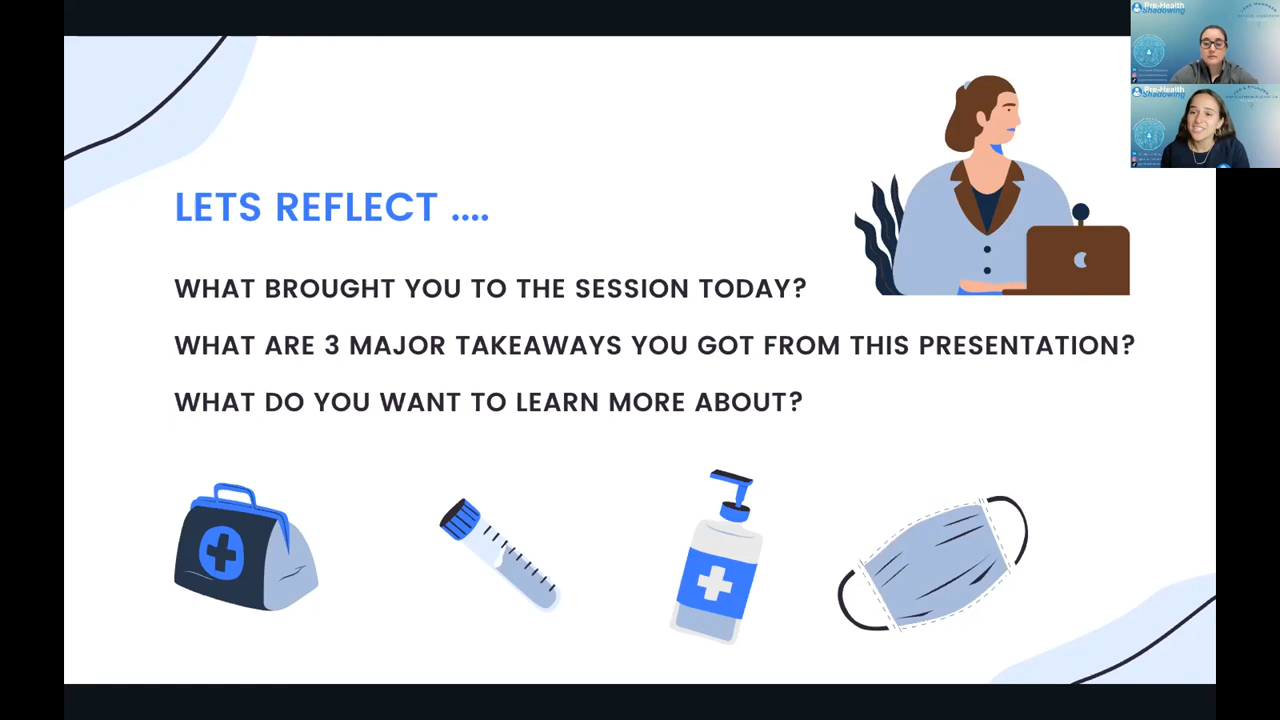 LETS REFLECT ....
WHAT BROUGHT YOU TO THE SESSION TODAY?
WHAT ARE 3 MAJOR TAKEAWAYS YOU GOT FROM THIS PRESENTATION?
WHAT DO YOU WANT TO LEARN MORE ABOUT?
Pre-Health
Shadowing
Pre-Health
Shadowing